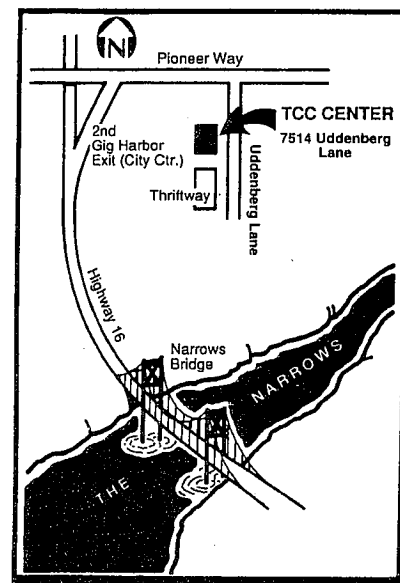 N
Pioneer Way
TCC CENTER
7514 Uddenberg
Lane
2nd
Gig Harbor
Exit (City Ctr.)
Thriftway
Uddenberg Lane
Highway 16
Narrows
Bridge
THE NARROWS